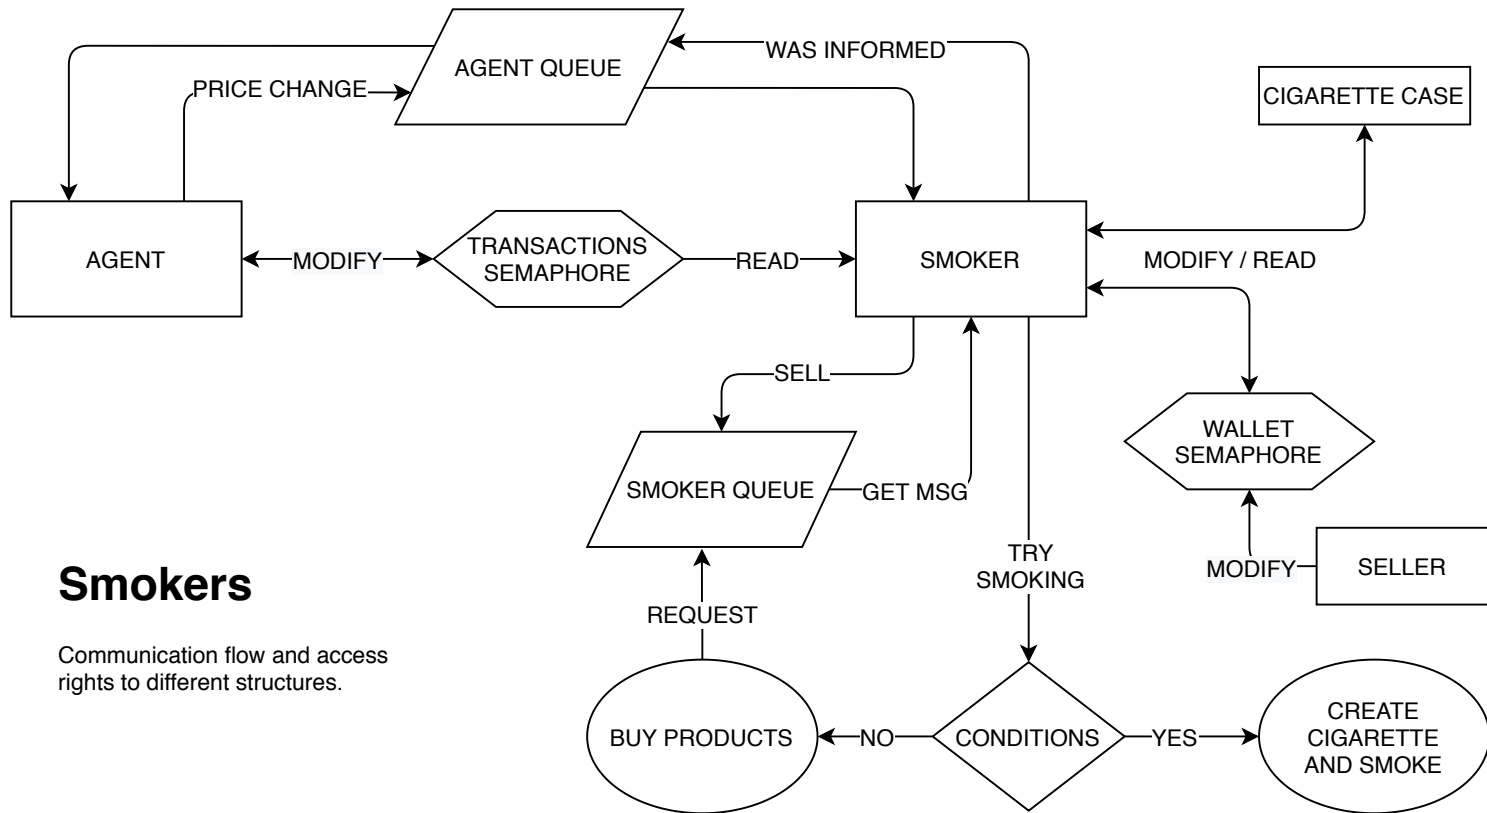 WAS INFORMED
AGENT QUEUE
PRICE CHANGE
CIGARETTE CASE
AGENT
MODIFY
TRANSACTIONS
SEMAPHORE
READ
SMOKER
MODIFY / READ
SELL
WALLET
SEMAPHORE
SMOKER QUEUE
GET MSG
TRY
SMOKING
MODIFY
SELLER
Smokers
REQUEST
Communication flow and access
rights to different structures.
BUY PRODUCTS
NO
CONDITIONS
YES
CREATE
CIGARETTE
AND SMOKE